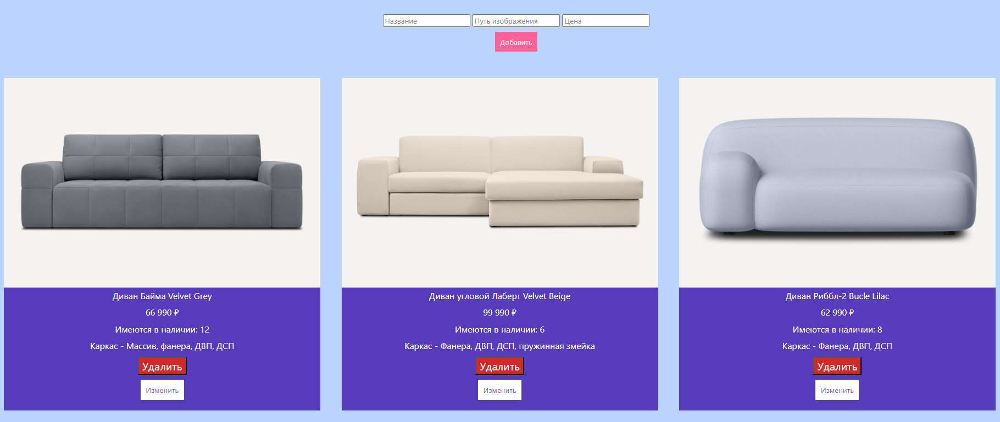 Название Путь изображения Цена
Добавить
Диван Байма Velvet Grey
66 990 ₽
Имеются в наличии: 12
Каркас - Массив, фанера, ДВП, ДСП
Удалить
Изменить
Диван угловой Лаберт Velvet Beige
99 990 ₽
Имеются в наличии: 6
Каркас - Фанера, ДВП, ДСП, пружинная змейка
Удалить
Изменить
Диван Риббл-2 Bucle Lilac
62 990 ₽
Имеются в наличии: 8
Каркас - Фанера, ДВП, ДСП
Удалить
Изменить